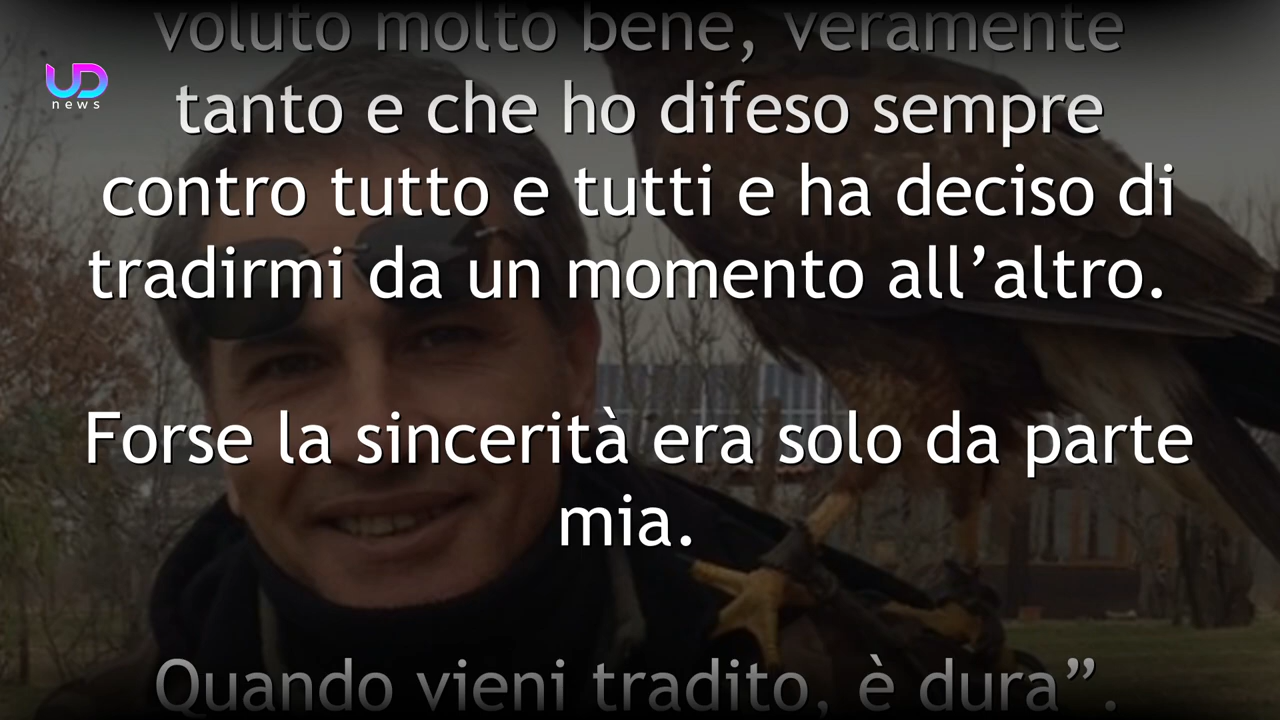 UD
news
voluto molto bene, veramente
tanto e che ho difeso sempre
contro tutto e tutti e ha deciso di
tradirmi da un momento all’altro.
Forse la sincerità era solo da parte
mia.
Quando vieni tradito, è dura”.